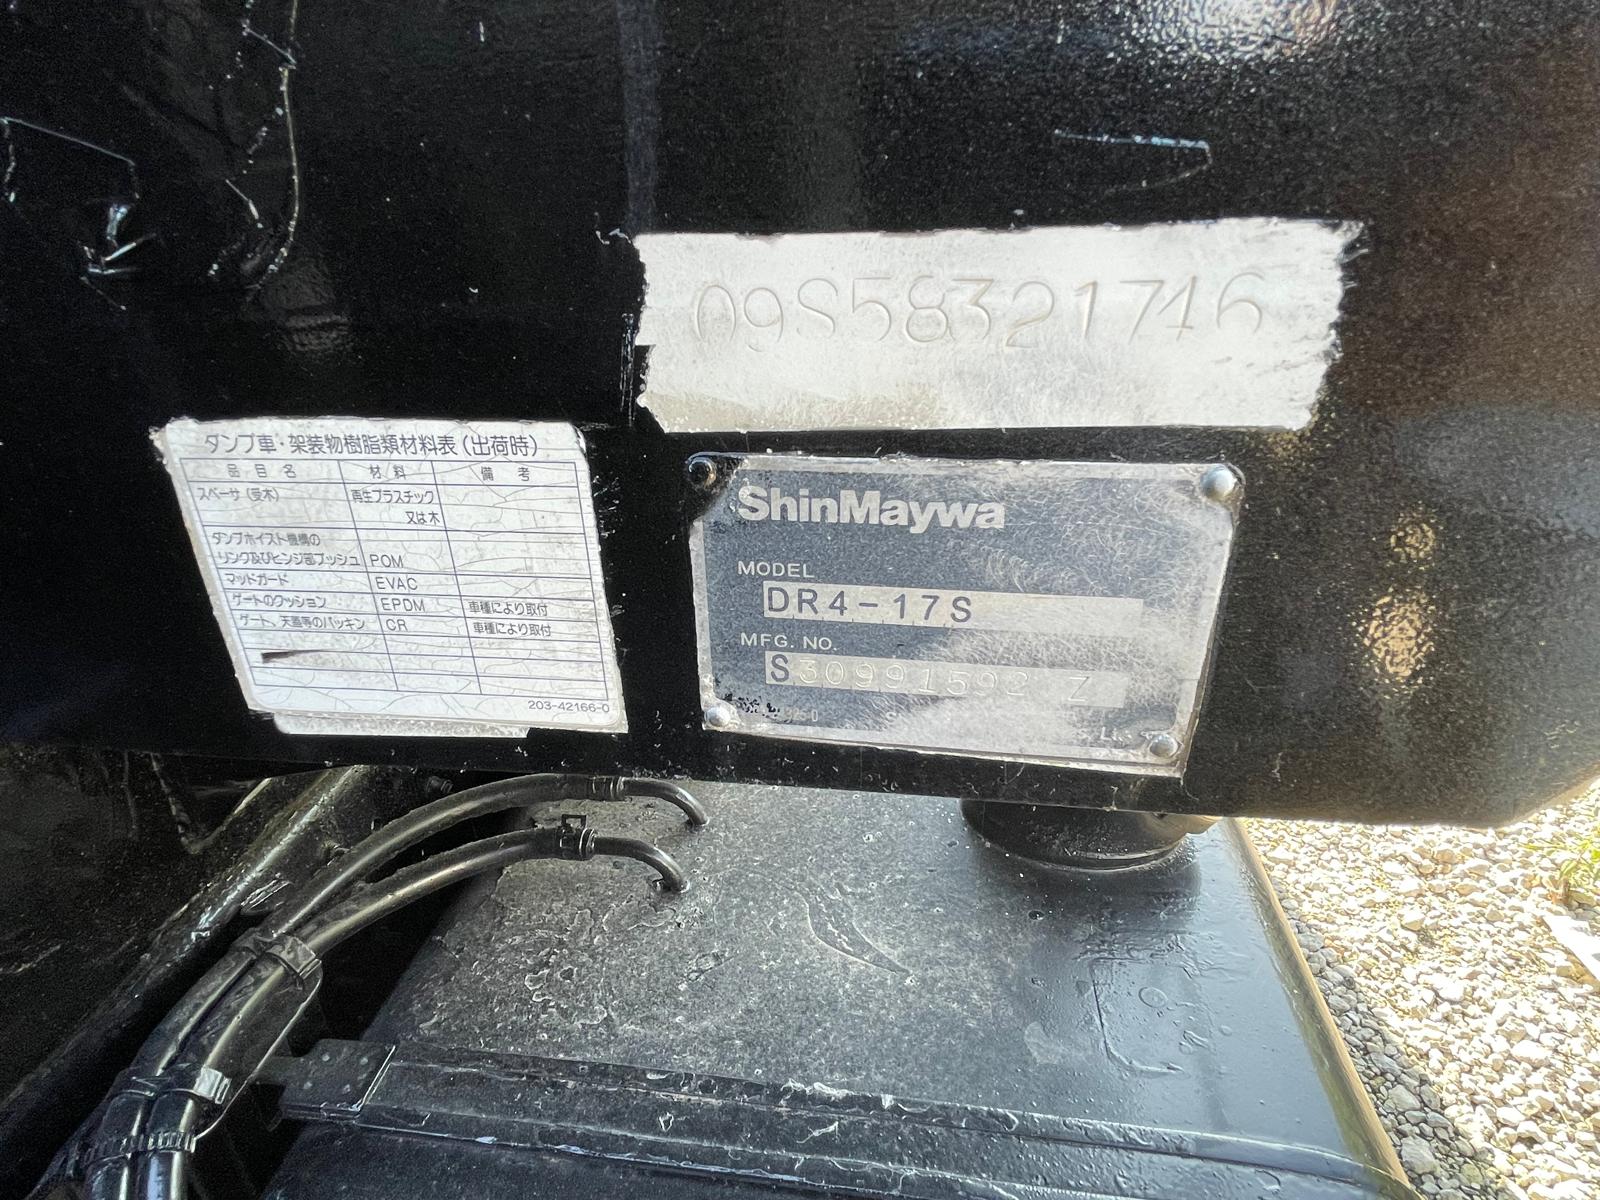 09S58321746
ダンプ車・架装物樹脂類材料表(出荷時)
品目名 材料 備考
スペーサ(受木) 再生プラスチック
又は木
ダンプホイスト機構の
リンク及びヒンジ部ブッシュ POM
マッドガード EVAC
ゲートのクッション EPDM 車種により取付
ゲート、天蓋等のパッキン CR 車種により取付
203-42166-0
ShinMaywa
MODEL
DR4-17S
MFG. NO.
S30991592 Z